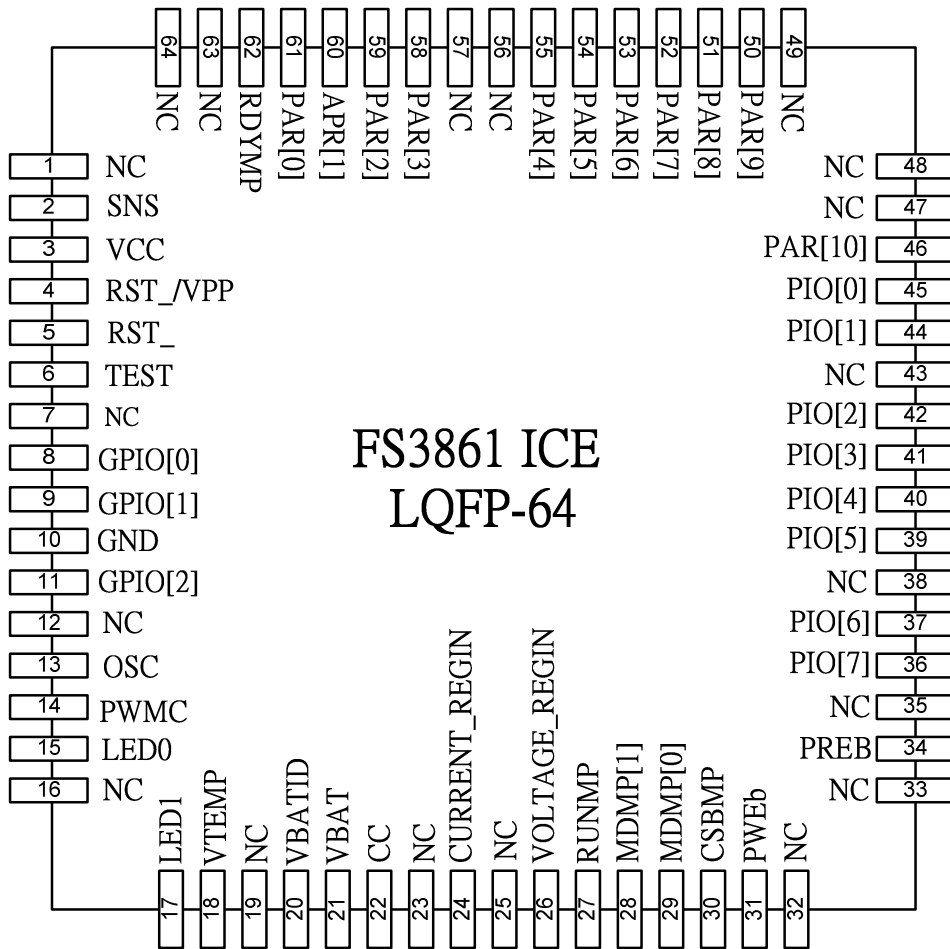 64 63 62 61 60 59 58 57 56 55 54 53 52 51 50 49
NC NC RDYMP PAR[0] APR[1] PAR[2] PAR[3] NC NC PAR[4] PAR[5] PAR[6] PAR[7] PAR[8] PAR[9] NC
1 NC
2 SNS
3 VCC
4 RST_/VPP
5 RST_
6 TEST
7 NC
8 GPIO[0]
9 GPIO[1]
10 GND
11 GPIO[2]
12 NC
13 OSC
14 PWMC
15 LED0
16 NC
FS3861 ICE
LQFP-64
NC 48
NC 47
PAR[10] 46
PIO[0] 45
PIO[1] 44
NC 43
PIO[2] 42
PIO[3] 41
PIO[4] 40
PIO[5] 39
NC 38
PIO[6] 37
PIO[7] 36
NC 35
PREB 34
NC 33
LED1 VTEMP NC VBATID VBAT CC NC CURRENT_REGIN NC VOLTAGE_REGIN RUNMP MDMP[1] MDMP[0] CSBMP PWEb NC
17 18 19 20 21 22 23 24 25 26 27 28 29 30 31 32